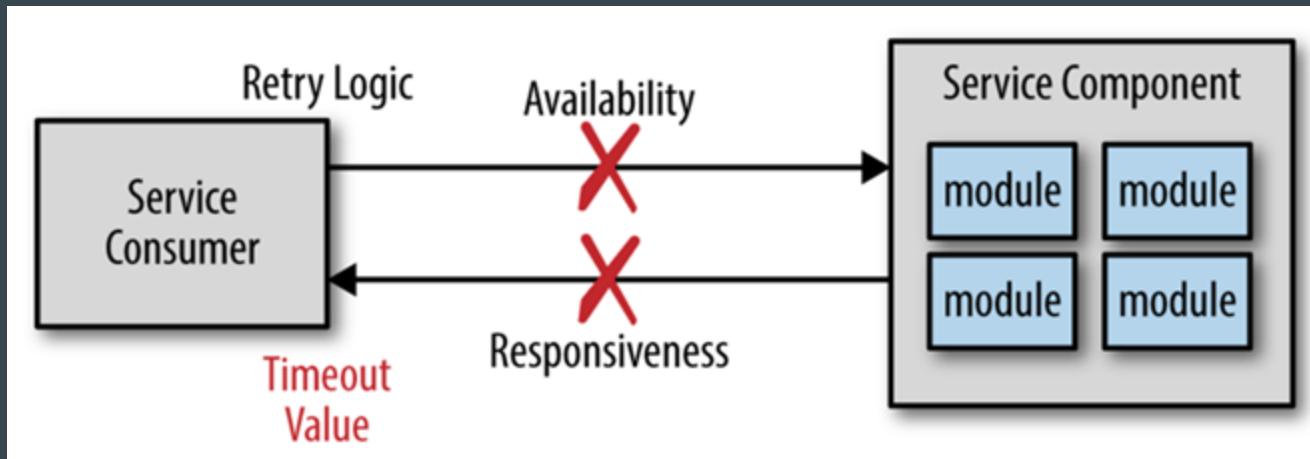 Retry Logic
Availability
Service Component
Service
Consumer
module
module
module
module
Responsiveness
Timeout
Value